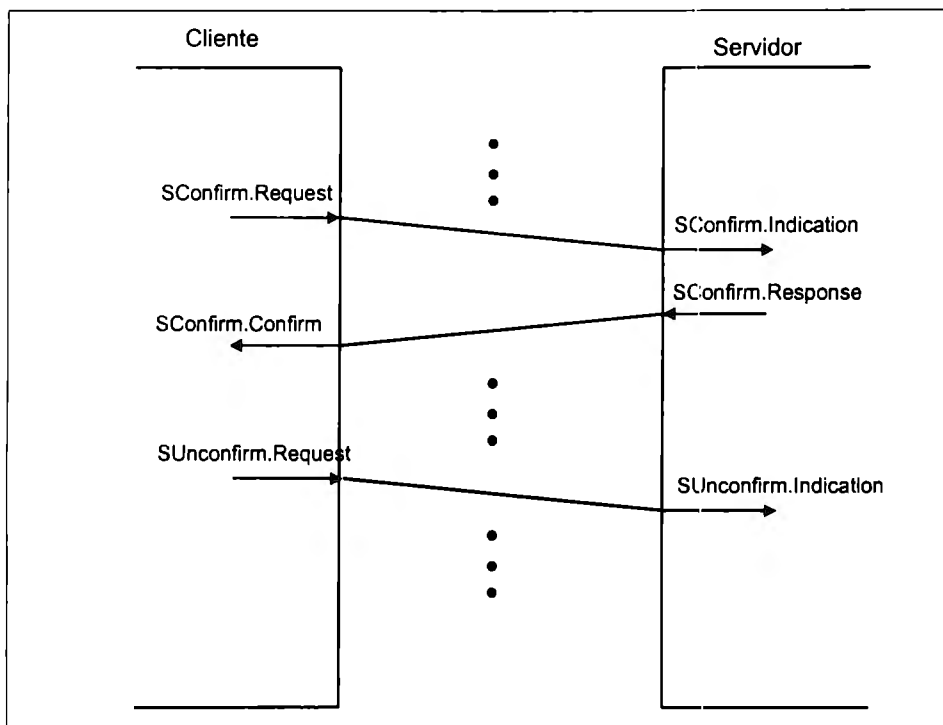 Cliente
Servidor
SConfirm.Request
SConfirm.Indication
SConfirm.Response
SConfirm.Confirm
SUnconfirm.Request
SUnconfirm.Indication